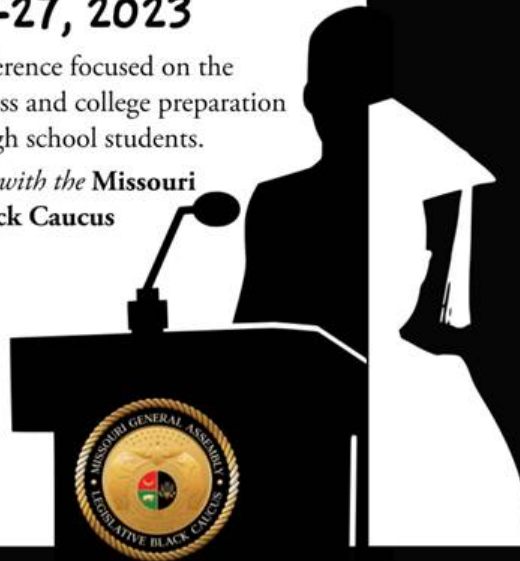 -27, 2023
erence focused on the
ss and college preparation
gh school students.
with the Missouri
ck Caucus
MISSOURI GENERAL ASSEMBLY
LEGISLATIVE BLACK CAUCUS